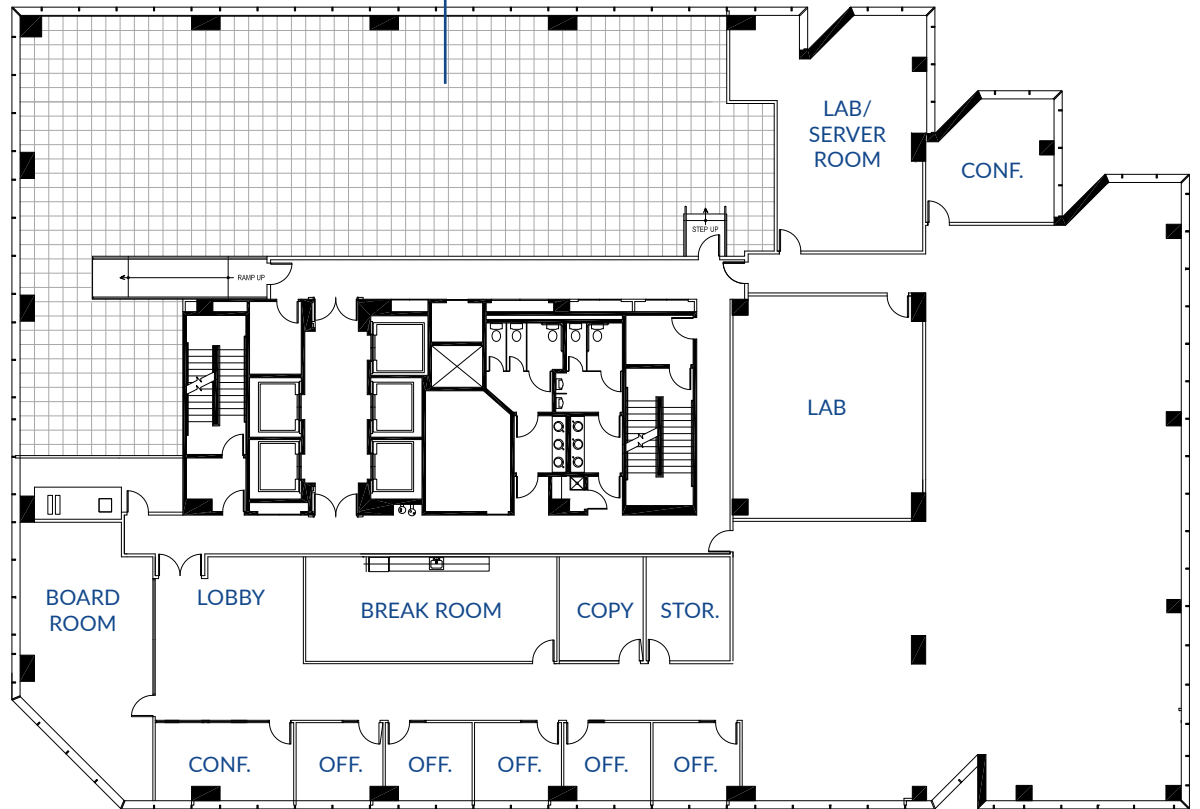 LAB/
SERVER
ROOM
CONF.
STEP UP
RAMP UP
LAB
BOARD
ROOM
LOBBY
BREAK ROOM
COPY
STOR.
CONF.
OFF.
OFF.
OFF.
OFF.
OFF.